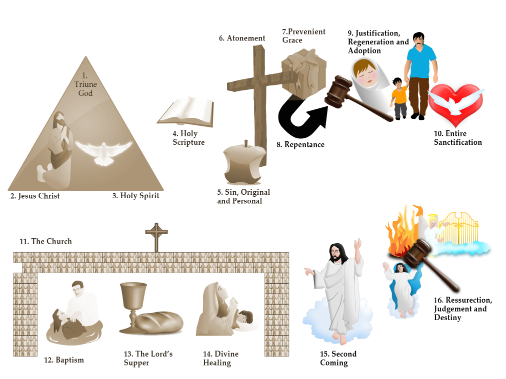 1.
Triune
God
2. Jesus Christ
3. Holy Spirit
4. Holy
Scripture
5. Sin, Original
and Personal
6. Atonement
7.Prevenient
Grace
8. Repentance
9. Justification,
Regeneration and
Adoption
10. Entire
Sanctification
11. The Church
12. Baptism
13. The Lord's
Supper
14. Divine
Healing
15. Second
Coming
16. Ressurection,
Judgement and
Destiny